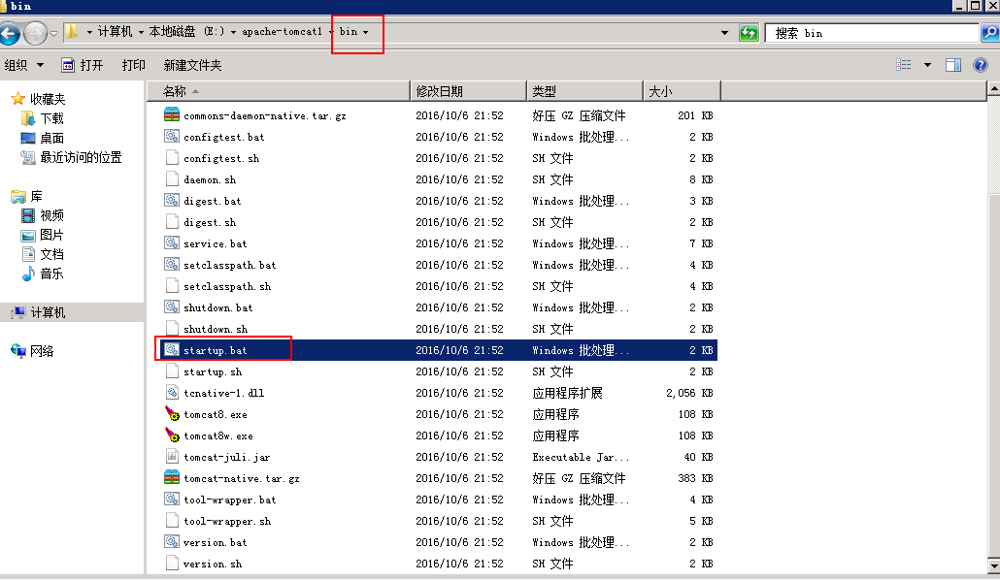 bin
计算机 本地磁盘 (E:) apache-tomcat1 bin 搜索 bin
组织 打开 打印 新建文件夹
收藏夹
下载
桌面
最近访问的位置
库
视频
图片
文档
音乐
计算机
网络
名称 修改日期 类型 大小
commons-daemon-native.tar.gz 2016/10/6 21:52 好压 GZ 压缩文件 201 KB
configtest.bat 2016/10/6 21:52 Windows 批处理... 2 KB
configtest.sh 2016/10/6 21:52 SH 文件 2 KB
daemon.sh 2016/10/6 21:52 SH 文件 8 KB
digest.bat 2016/10/6 21:52 Windows 批处理... 3 KB
digest.sh 2016/10/6 21:52 SH 文件 2 KB
service.bat 2016/10/6 21:52 Windows 批处理... 7 KB
setclasspath.bat 2016/10/6 21:52 Windows 批处理... 4 KB
setclasspath.sh 2016/10/6 21:52 SH 文件 4 KB
shutdown.bat 2016/10/6 21:52 Windows 批处理... 2 KB
shutdown.sh 2016/10/6 21:52 SH 文件 2 KB
startup.bat 2016/10/6 21:52 Windows 批处理... 2 KB
startup.sh 2016/10/6 21:52 SH 文件 2 KB
tcnative-1.dll 2016/10/6 21:52 应用程序扩展 2,056 KB
tomcat8.exe 2016/10/6 21:52 应用程序 108 KB
tomcat8w.exe 2016/10/6 21:52 应用程序 108 KB
tomcat-juli.jar 2016/10/6 21:52 Executable Jar... 40 KB
tomcat-native.tar.gz 2016/10/6 21:52 好压 GZ 压缩文件 383 KB
tool-wrapper.bat 2016/10/6 21:52 Windows 批处理... 4 KB
tool-wrapper.sh 2016/10/6 21:52 SH 文件 5 KB
version.bat 2016/10/6 21:52 Windows 批处理... 2 KB
version.sh 2016/10/6 21:52 SH 文件 2 KB